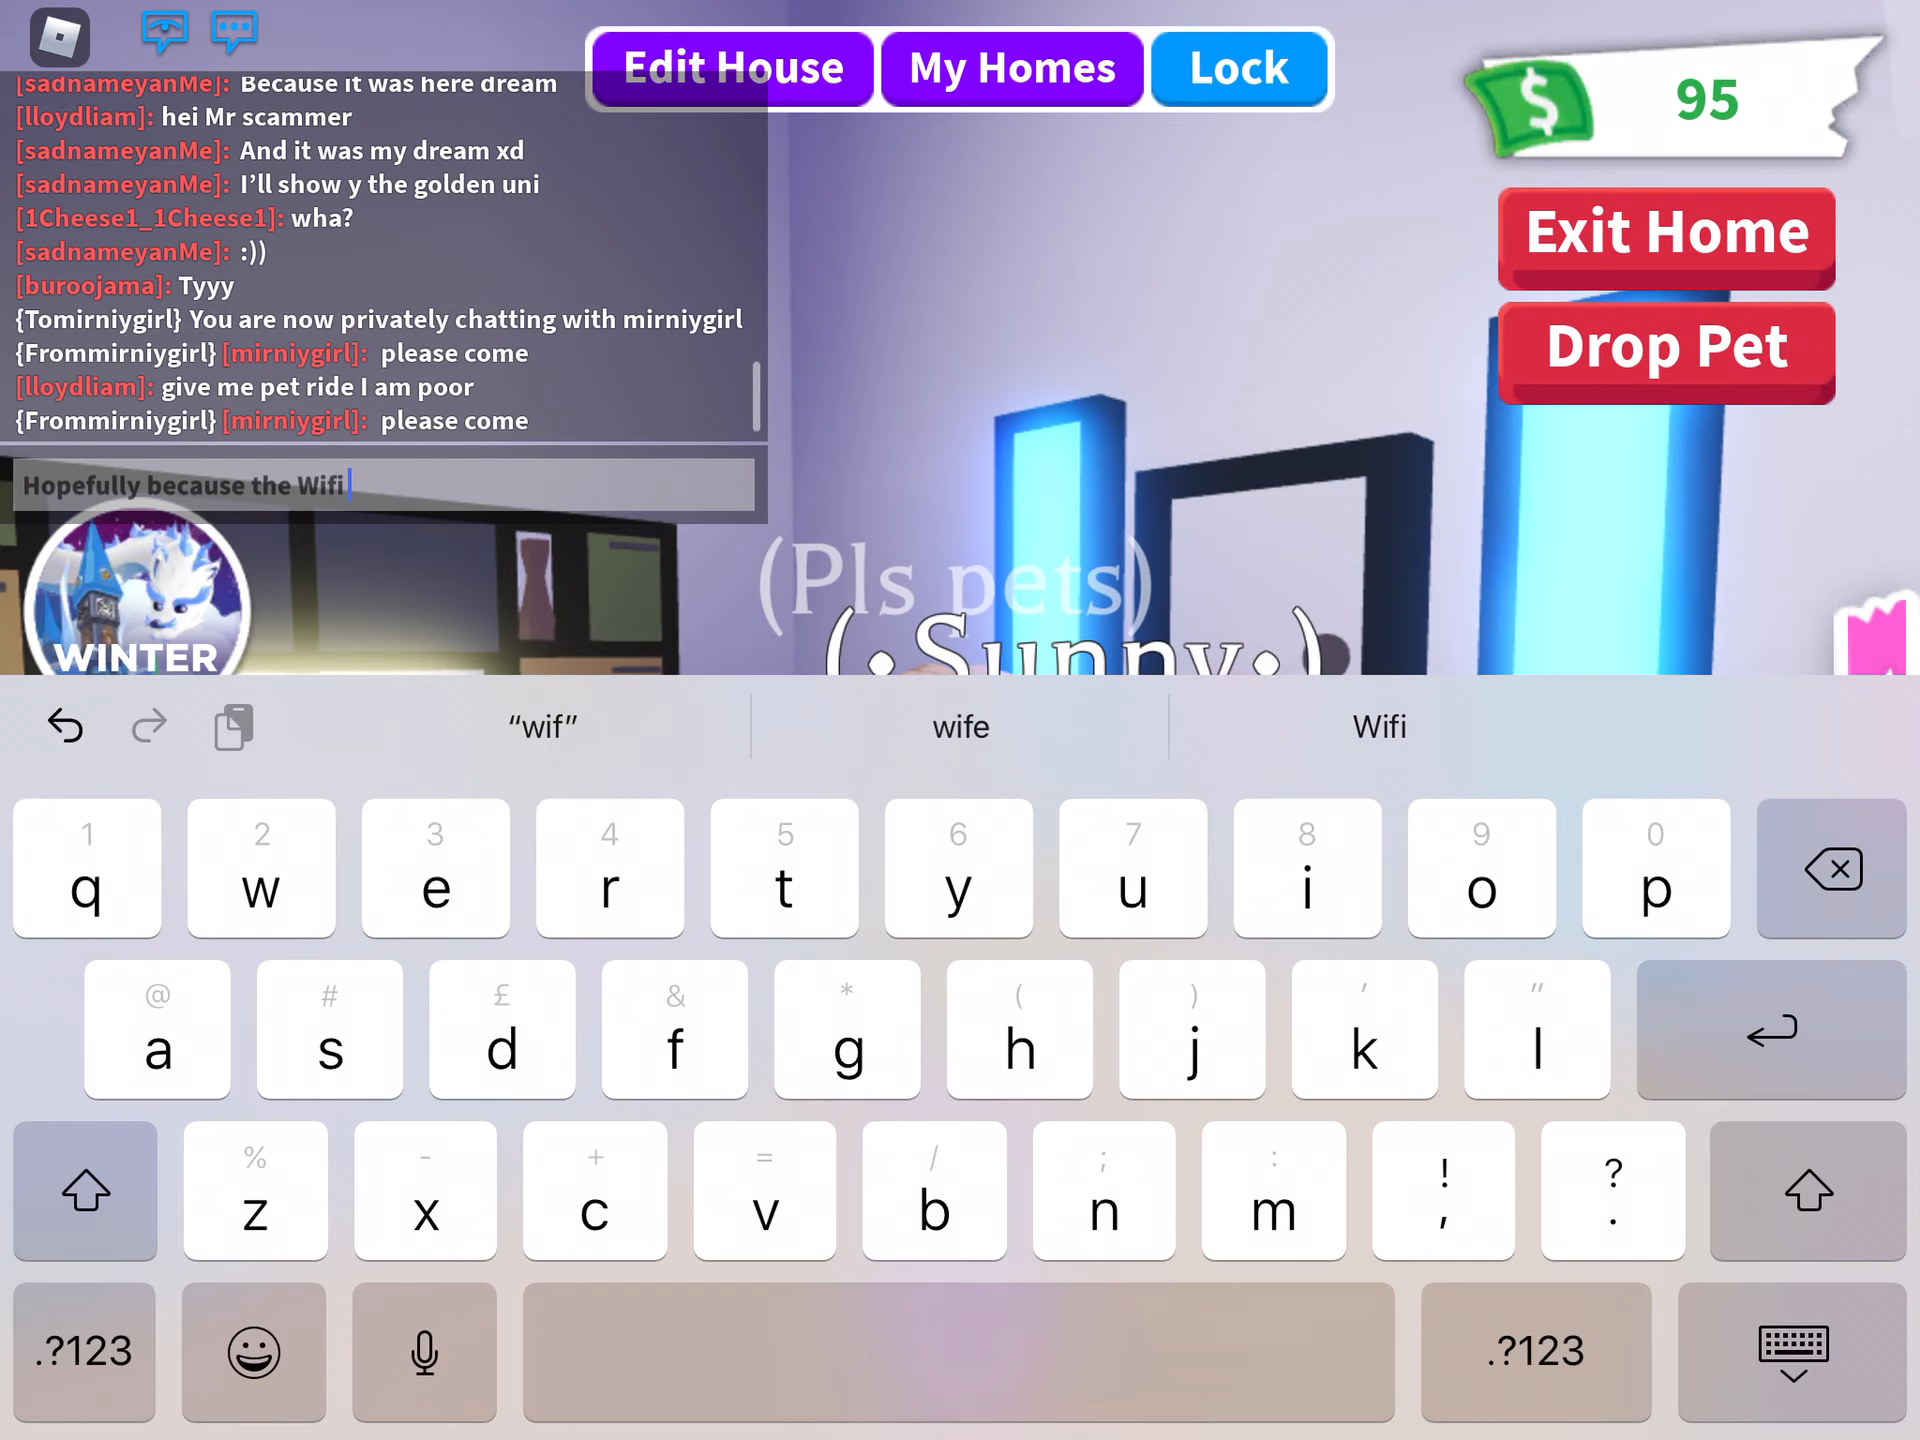 Edit House
My Homes
Lock
95
[sadnameyanMe]: Because it was here dream
[lloydliam]: hei Mr scammer
[sadnameyanMe]: And it was my dream xd
[sadnameyanMe]: I'll show y the golden uni
[1Cheese1_1Cheese1]: wha?
[sadnameyanMe]: :))
[buroojama]: Tyyy
{Tomirniygirl} You are now privately chatting with mirniygirl
{Frommirniygirl} [mirniygirl]: please come
[lloydliam]: give me pet ride I am poor
{Frommirniygirl} [mirniygirl]: please come
Hopefully because the Wifi
Exit Home
Drop Pet
WINTER
(Pls pets)
(•Sunny•)
“wif”
wife
Wifi
1 2 3 4 5 6 7 8 9 0
q w e r t y u i o p
@ # £ & * ( ) ' "
a s d f g h j k l
% - + = / ; : ! ?
z x c v b n m , .
.?123
.?123